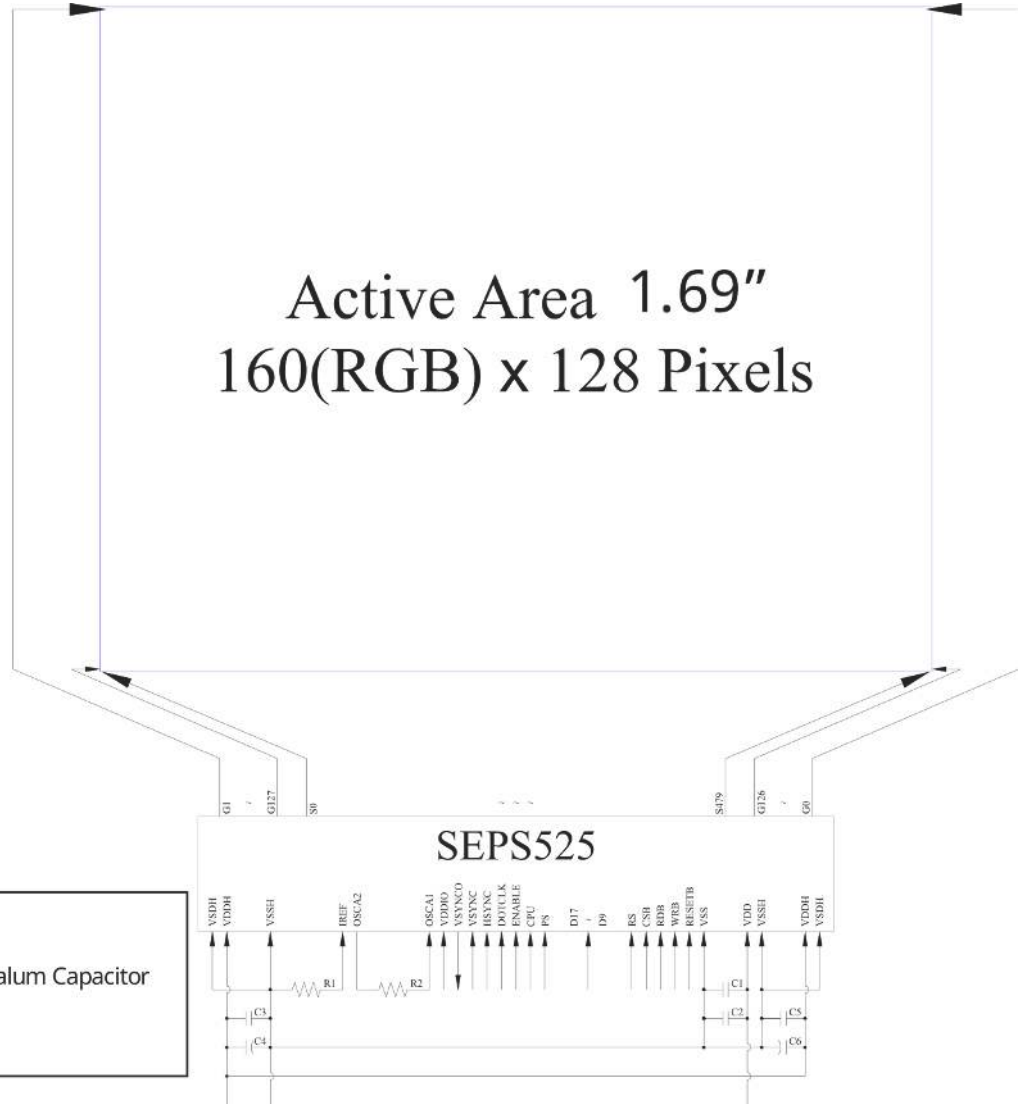 Active Area 1.69”
160(RGB) x 128 Pixels
G1 ~ G127 S0 ~ ~ ~ S479 G126 ~ G0
SEPS525
VSDH VDDH VSSH IREF OSCA2 OSCA1 VDDIO VSYNCO VSYNC HSYNC DOTCLK ENABLE CPU PS D17 ~ D9 RS CSB RDB WRB RESETB VSS VDD VSSH VDDH VSDH
alum Capacitor
R1 R2 C1
C3 C2 C5
C4 C6